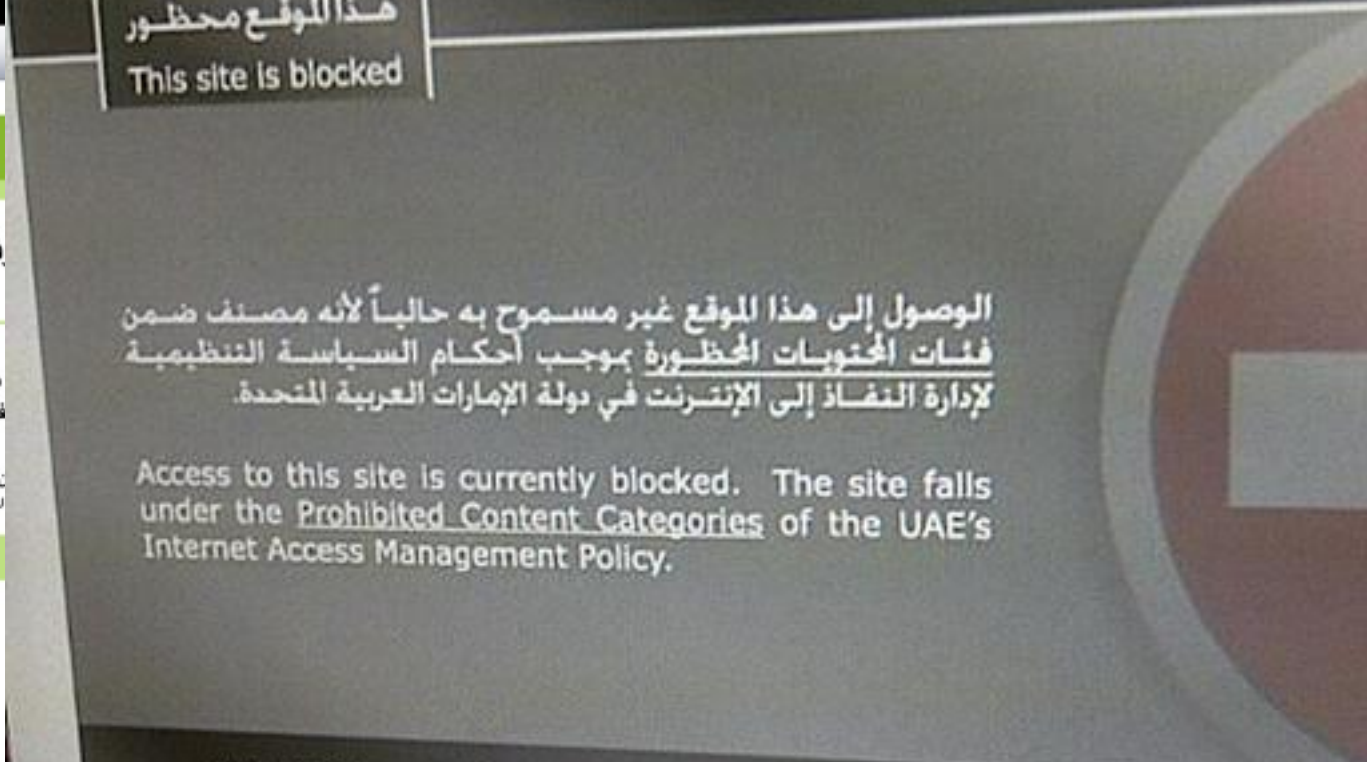 هذا الموقع محظور
This site is blocked
الوصول إلى هذا الموقع غير مسموح به حالياً لأنه مصنف ضمن
فئات المحتويات المحظورة بموجب أحكام السياسة التنظيمية
لإدارة النفاذ إلى الإنترنت في دولة الإمارات العربية المتحدة.
Access to this site is currently blocked. The site falls
under the Prohibited Content Categories of the UAE's
Internet Access Management Policy.